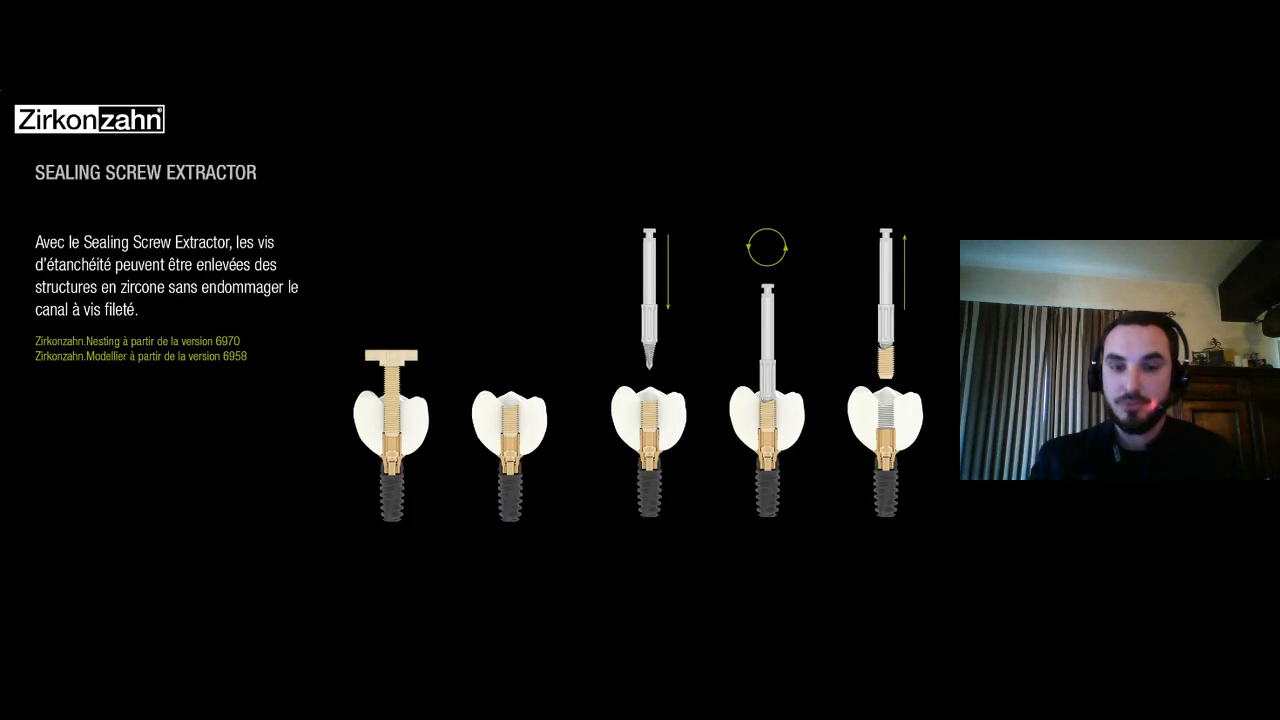 Zirkonzahn®
SEALING SCREW EXTRACTOR
Avec le Sealing Screw Extractor, les vis
d'étanchéité peuvent être enlevées des
structures en zircone sans endommager le
canal à vis fileté.
Zirkonzahn.Nesting à partir de la version 6970
Zirkonzahn.Modellier à partir de la version 6958